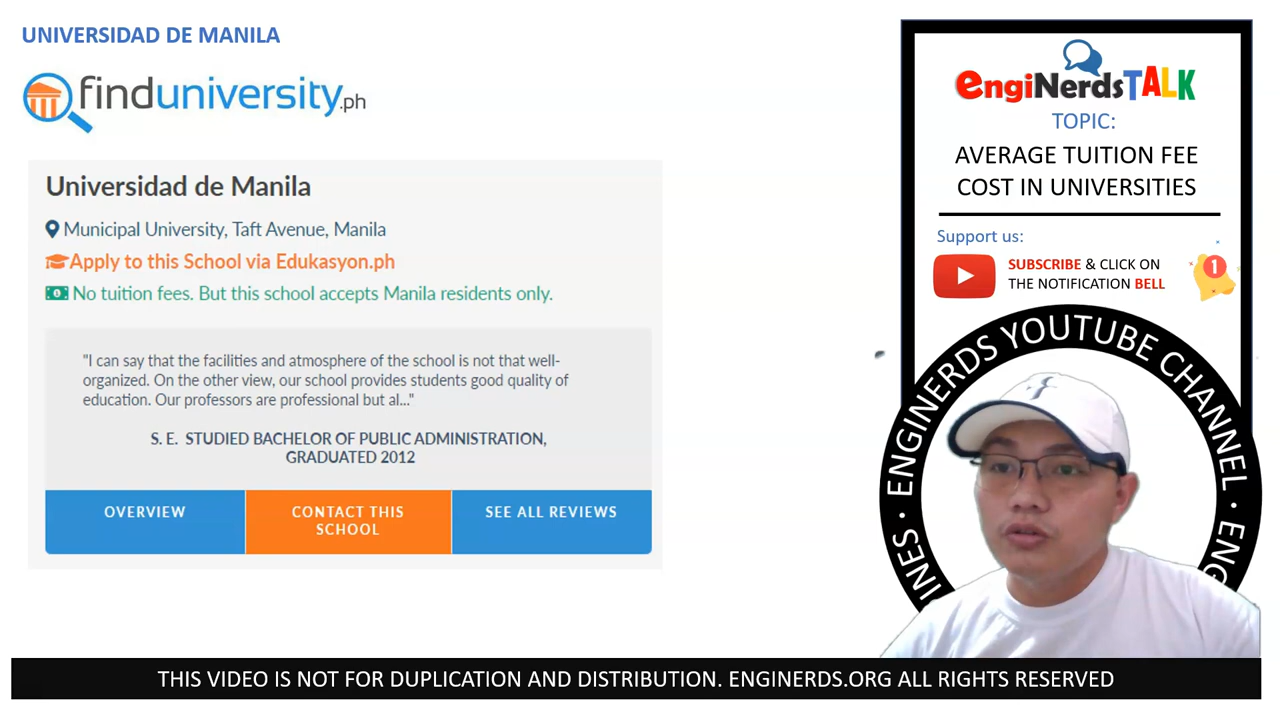 UNIVERSIDAD DE MANILA
finduniversity.ph
Universidad de Manila
Municipal University, Taft Avenue, Manila
Apply to this School via Edukasyon.ph
No tuition fees. But this school accepts Manila residents only.
"I can say that the facilities and atmosphere of the school is not that well-
organized. On the other view, our school provides students good quality of
education. Our professors are professional but al..."
S. E. STUDIED BACHELOR OF PUBLIC ADMINISTRATION,
GRADUATED 2012
OVERVIEW
CONTACT THIS
SCHOOL
SEE ALL REVIEWS
engiNerdsTALK
TOPIC:
AVERAGE TUITION FEE
COST IN UNIVERSITIES
Support us:
SUBSCRIBE & CLICK ON
THE NOTIFICATION BELL
1
INES · ENGINERDS YOUTUBE CHANNEL · ENG
THIS VIDEO IS NOT FOR DUPLICATION AND DISTRIBUTION. ENGINERDS.ORG ALL RIGHTS RESERVED